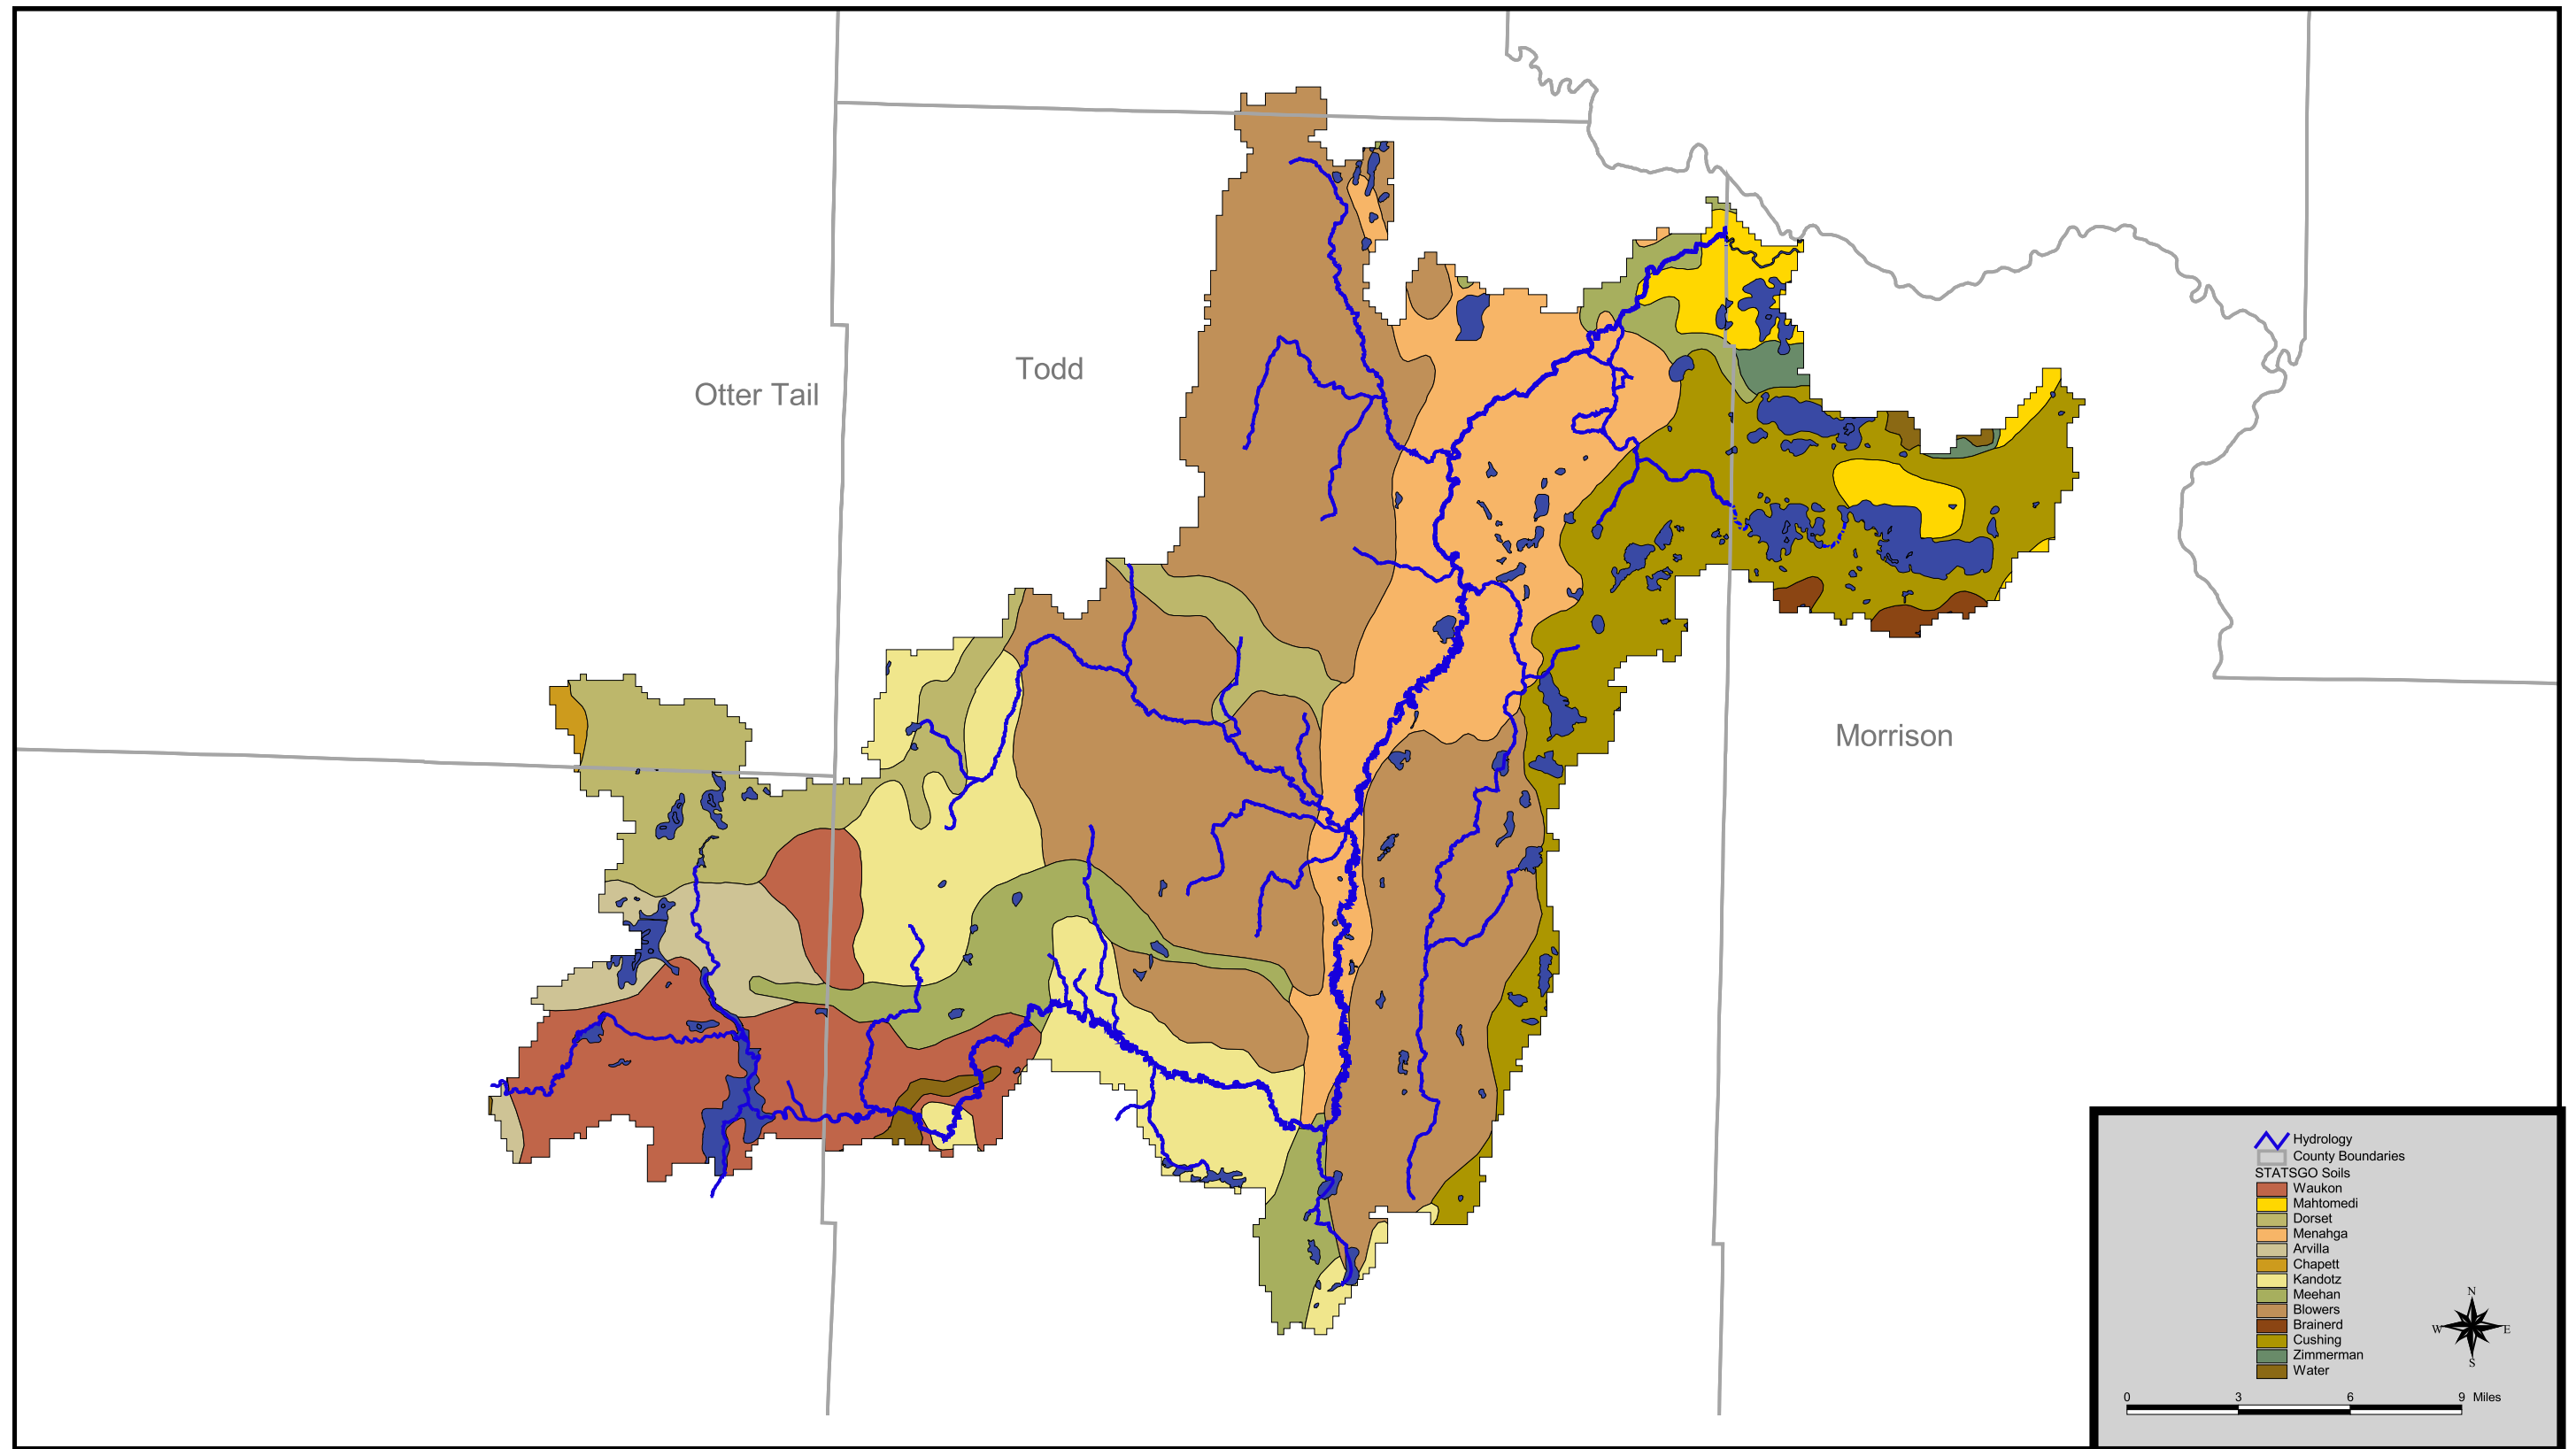 Todd
Otter Tail
Morrison
Hydrology
County Boundaries
STATSGO Soils
Waukon
Mahtomedi
Dorset
Menahga
Arvilla
Chapett
Kandotz
Meehan
Blowers
Brainerd
Cushing
Zimmerman
Water
N
W E
S
0 3 6 9 Miles